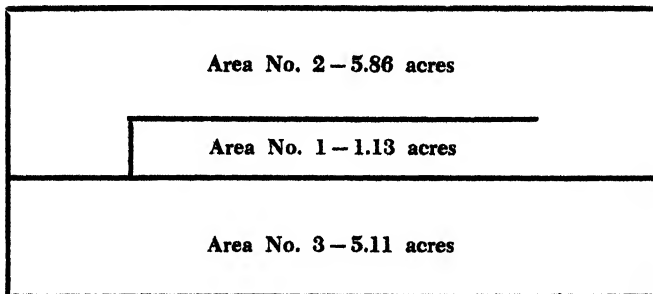 Area No. 2 – 5.86 acres
Area No. 1 – 1.13 acres
Area No. 3 – 5.11 acres